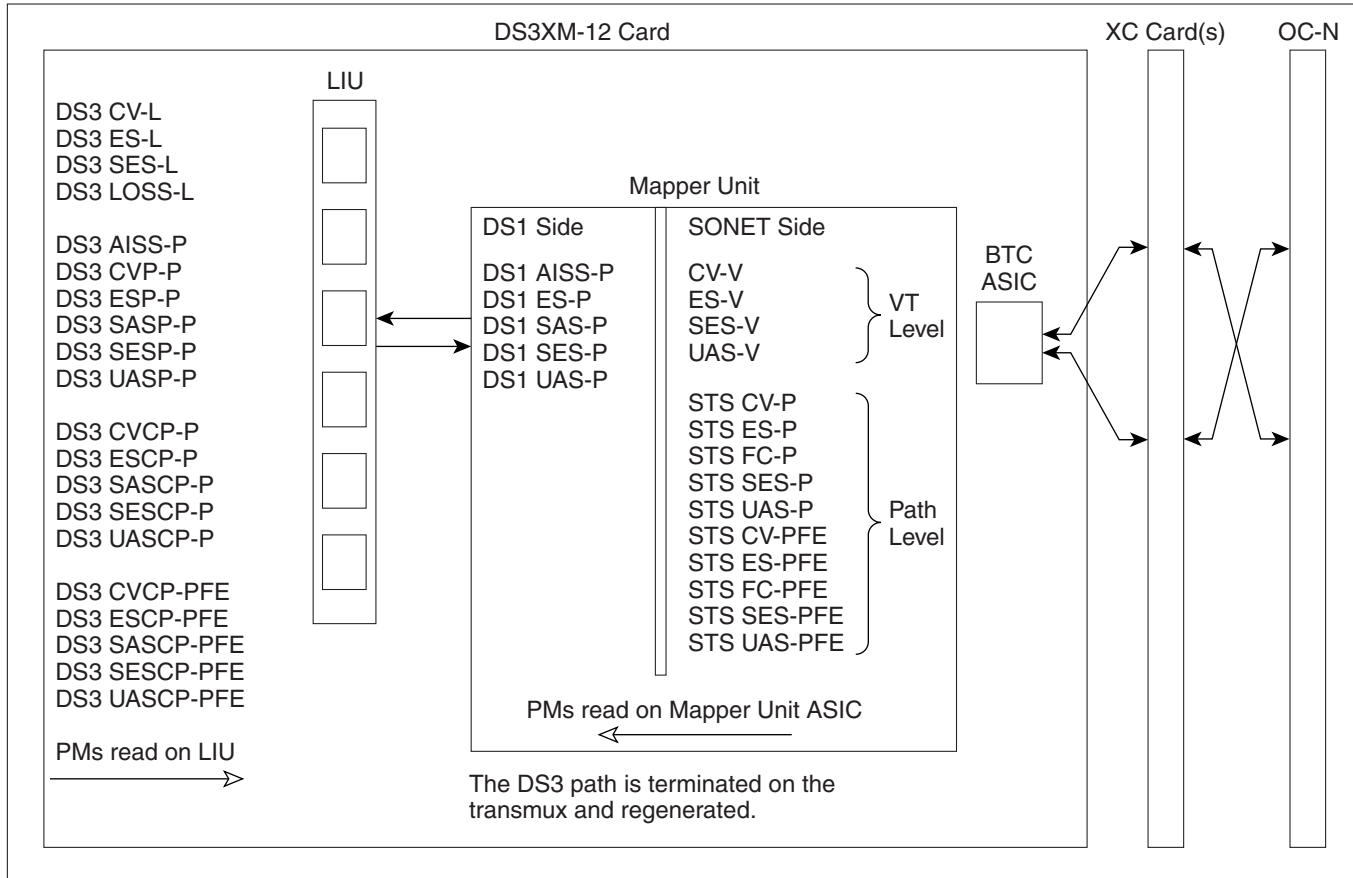 DS3XM-12 Card
XC Card(s)
OC-N
LIU
DS3 CV-L
DS3 ES-L
DS3 SES-L
DS3 LOSS-L
DS3 AISS-P
DS3 CVP-P
DS3 ESP-P
DS3 SASP-P
DS3 SESP-P
DS3 UASP-P
DS3 CVCP-P
DS3 ESCP-P
DS3 SASCP-P
DS3 SESCP-P
DS3 UASCP-P
DS3 CVCP-PFE
DS3 ESCP-PFE
DS3 SASCP-PFE
DS3 SESCP-PFE
DS3 UASCP-PFE
PMs read on LIU
Mapper Unit
DS1 Side
DS1 AISS-P
DS1 ES-P
DS1 SAS-P
DS1 SES-P
DS1 UAS-P
SONET Side
CV-V
ES-V
SES-V
UAS-V
VT
Level
STS CV-P
STS ES-P
STS FC-P
STS SES-P
STS UAS-P
STS CV-PFE
STS ES-PFE
STS FC-PFE
STS SES-PFE
STS UAS-PFE
Path
Level
PMs read on Mapper Unit ASIC
The DS3 path is terminated on the
transmux and regenerated.
BTC
ASIC